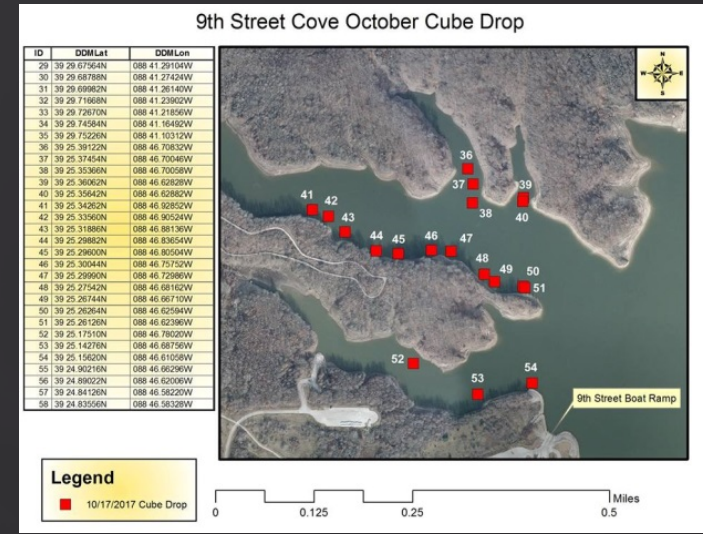 9th Street Cove October Cube Drop
ID DDMLat DDMLon
29 39 29.67564N 088 41.29104W
30 39 29.68788N 088 41.27424W
31 39 29.69982N 088 41.26140W
32 39 29.71668N 088 41.23902W
33 39 29.72670N 088 41.21856W
34 39 29.74584N 088 41.16492W
35 39 29.75226N 088 41.10312W
36 39 25.39122N 088 46.70832W
37 39 25.37454N 088 46.70046W
38 39 25.35366N 088 46.70058W
39 39 25.36062N 088 46.62828W
40 39 25.35642N 088 46.62882W
41 39 25.34262N 088 46.92852W
42 39 25.33560N 088 46.90524W
43 39 25.31886N 088 46.88136W
44 39 25.29882N 088 46.83654W
45 39 25.29600N 088 46.80504W
46 39 25.30044N 088 46.75752W
47 39 25.29990N 088 46.72986W
48 39 25.27542N 088 46.68162W
49 39 25.26744N 088 46.66710W
50 39 25.26264N 088 46.62594W
51 39 25.26126N 088 46.62396W
52 39 25.17510N 088 46.78020W
53 39 25.14276N 088 46.68756W
54 39 25.15620N 088 46.61058W
55 39 24.90216N 088 46.66296W
56 39 24.89022N 088 46.62006W
57 39 24.84126N 088 46.58220W
58 39 24.83556N 088 46.58328W
N
W E
S
36
37
38
39
40
41
42
43
44
45
46
47
48
49
50
51
52
53
54
9th Street Boat Ramp
Legend
10/17/2017 Cube Drop
Miles
0 0.125 0.25 0.5